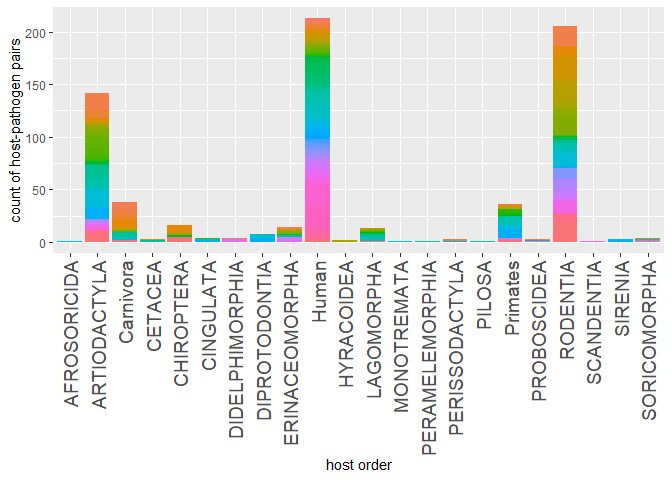 count of host-pathogen pairs
200
150
100
50
0
AFROSORICIDA
ARTIODACTYLA
Carnivora
CETACEA
CHIROPTERA
CINGULATA
DIDELPHIMORPHIA
DIPROTODONTIA
ERINACEOMORPHA
Human
HYRACOIDEA
LAGOMORPHA
MONOTREMATA
PERAMELEMORPHIA
PERISSODACTYLA
PILOSA
Primates
PROBOSCIDEA
RODENTIA
SCANDENTIA
SIRENIA
SORICOMORPHA
host order